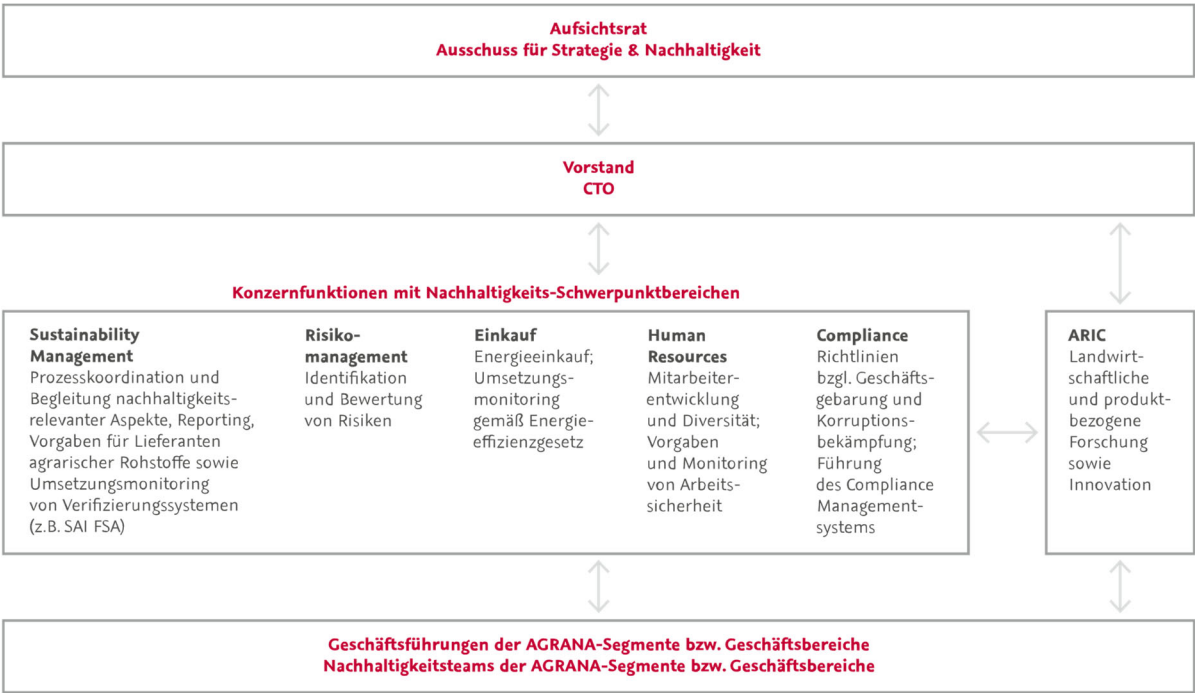 Aufsichtsrat
Ausschuss für Strategie & Nachhaltigkeit
Vorstand
CTO
Konzernfunktionen mit Nachhaltigkeits-Schwerpunktbereichen
Sustainability
Management
Prozesskoordination und
Begleitung nachhaltigkeits-
relevanter Aspekte, Reporting,
Vorgaben für Lieferanten
agrarischer Rohstoffe sowie
Umsetzungsmonitoring
von Verifizierungssystemen
(z.B. SAI FSA)
Risiko-
management
Identifikation
und Bewertung
von Risiken
Einkauf
Energieeinkauf;
Umsetzungs-
monitoring
gemäß Energie-
effizienzgesetz
Human
Resources
Mitarbeiter-
entwicklung
und Diversität;
Vorgaben
und Monitoring
von Arbeits-
sicherheit
Compliance
Richtlinien
bzgl. Geschäfts-
gebarung und
Korruptions-
bekämpfung;
Führung
des Compliance
Management-
systems
ARIC
Landwirt-
schaftliche
und produkt-
bezogene
Forschung
sowie
Innovation
Geschäftsführungen der AGRANA-Segmente bzw. Geschäftsbereiche
Nachhaltigkeitsteams der AGRANA-Segmente bzw. Geschäftsbereiche